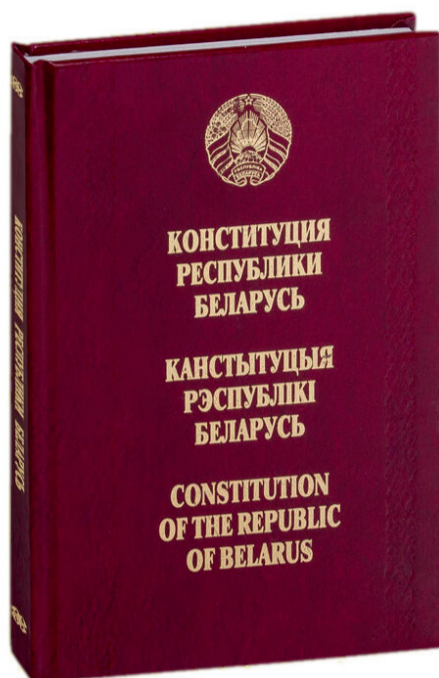 КОНСТИТУЦИЯ
РЕСПУБЛИКИ
БЕЛАРУСЬ
КАНСТЫТУЦЫЯ
РЭСПУБЛІКІ
БЕЛАРУСЬ
CONSTITUTION
OF THE REPUBLIC
OF BELARUS
КОНСТИТУЦИЯ РЕСПУБЛИКИ БЕЛАРУСЬ